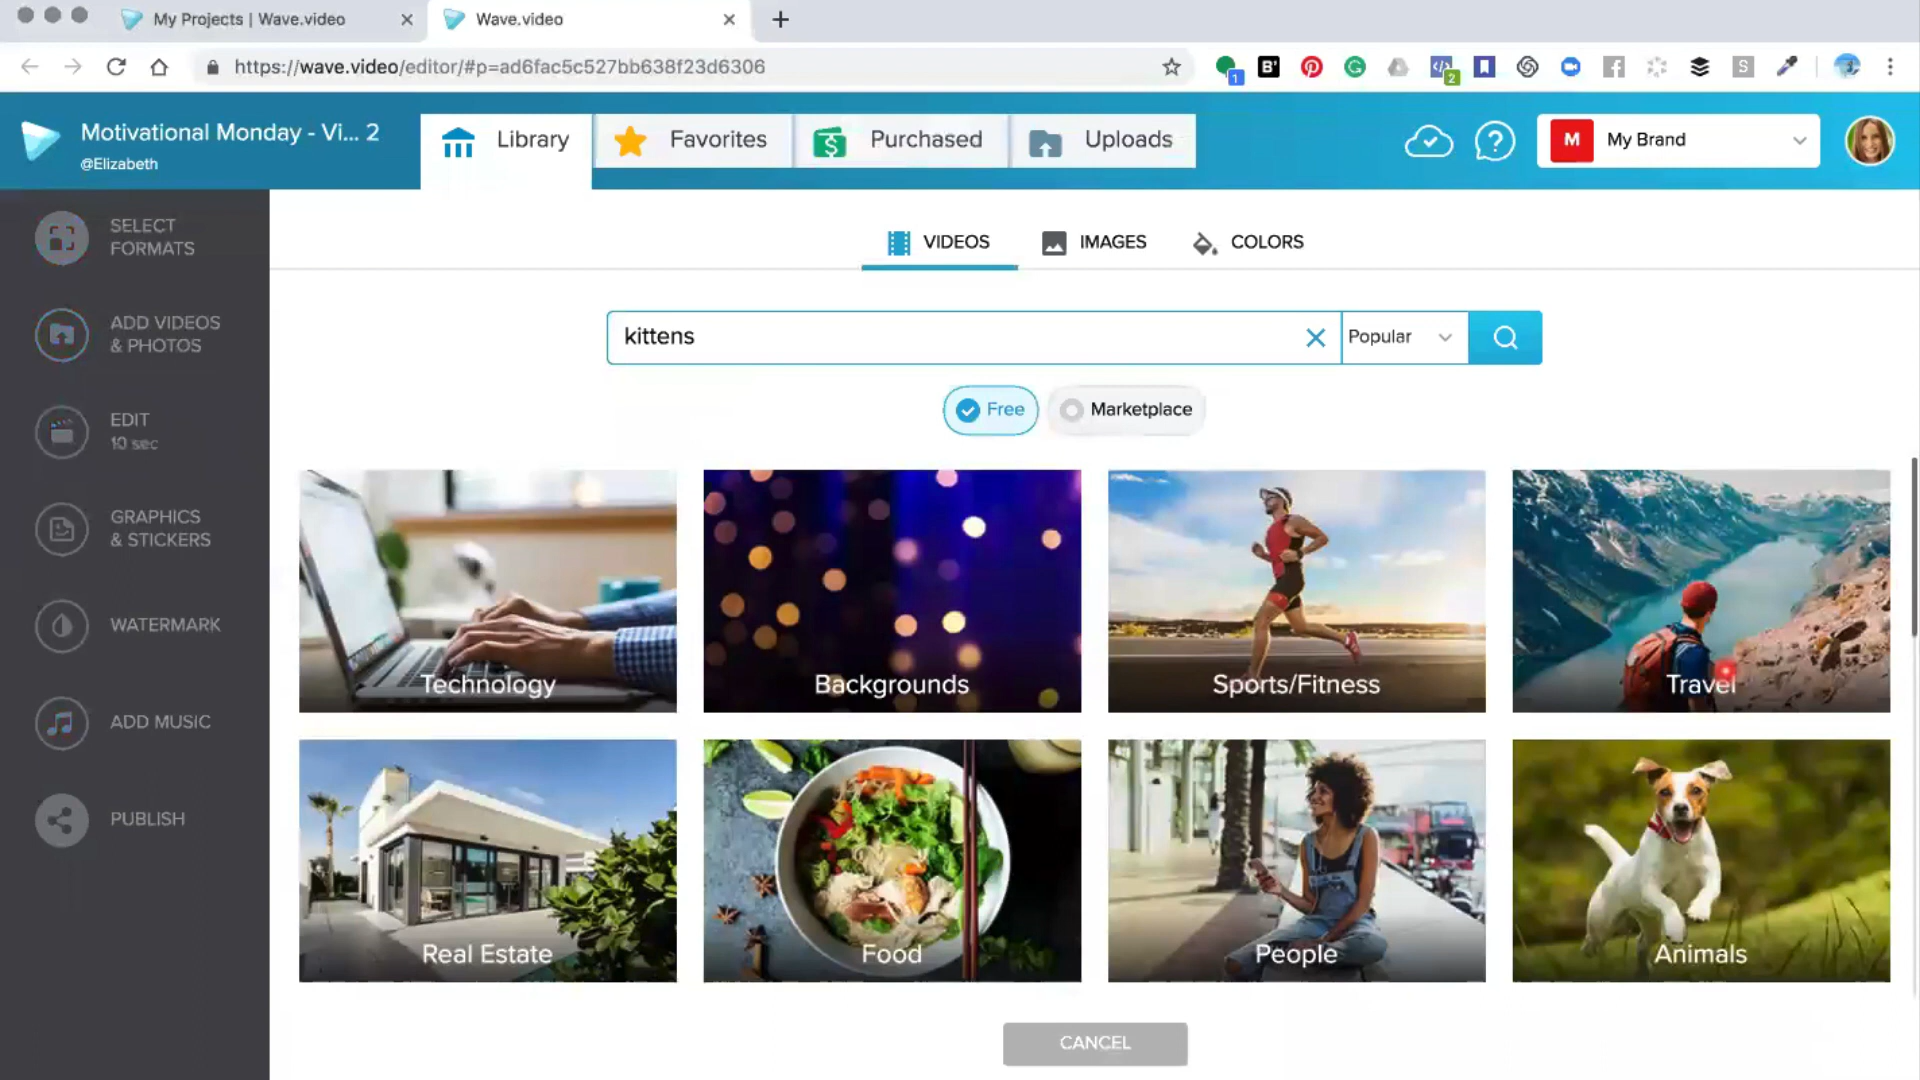 My Projects | Wave.video
Wave.video
https://wave.video/editor/#p=ad6fac5c527bb638f23d6306
1
B'
2
S
Motivational Monday - Vi... 2
@Elizabeth
Library
Favorites
Purchased
Uploads
M
My Brand
SELECT
FORMATS
ADD VIDEOS
& PHOTOS
EDIT
10 sec
GRAPHICS
& STICKERS
WATERMARK
ADD MUSIC
PUBLISH
VIDEOS
IMAGES
COLORS
kittens
Popular
Free
Marketplace
Technology
Backgrounds
Sports/Fitness
Travel
Real Estate
Food
People
Animals
CANCEL